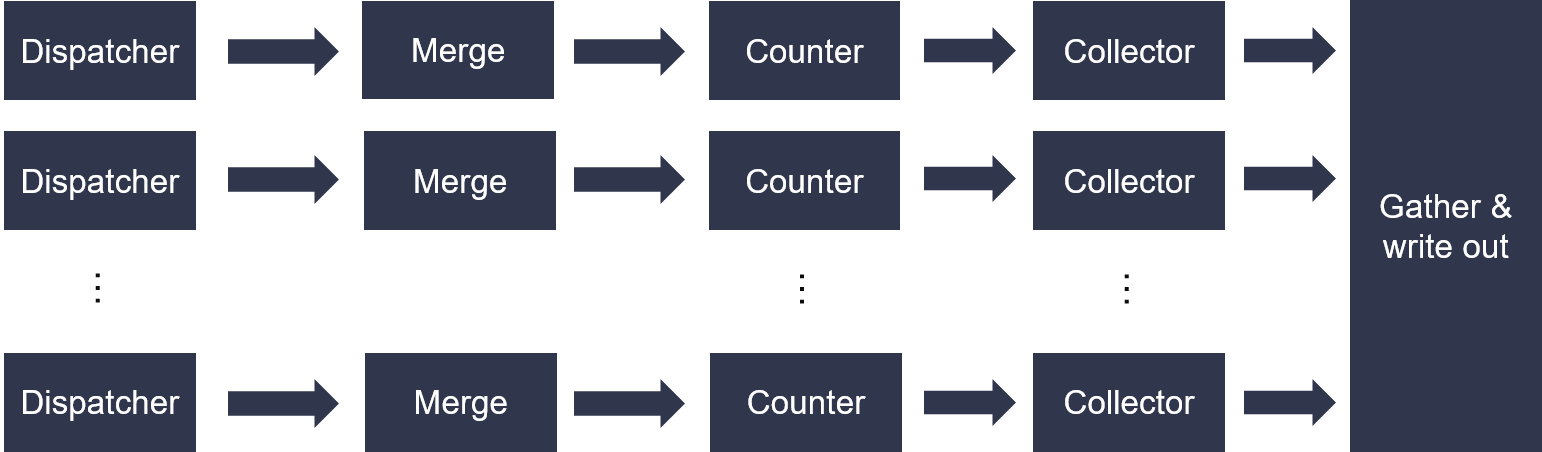 Dispatcher
Merge
Counter
Collector
Dispatcher
Merge
Counter
Collector
Gather &
write out
⋮
⋮
⋮
Dispatcher
Merge
Counter
Collector